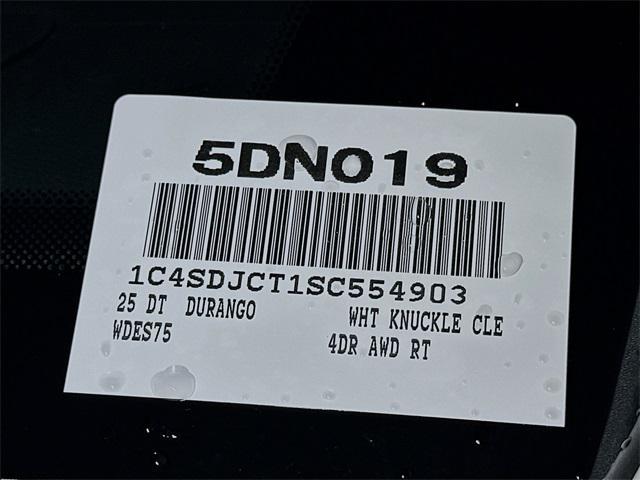 5DN019
1C4SDJCT1SC554903
25 DT DURANGO WHT KNUCKLE CLE
WDES75 4DR AWD RT